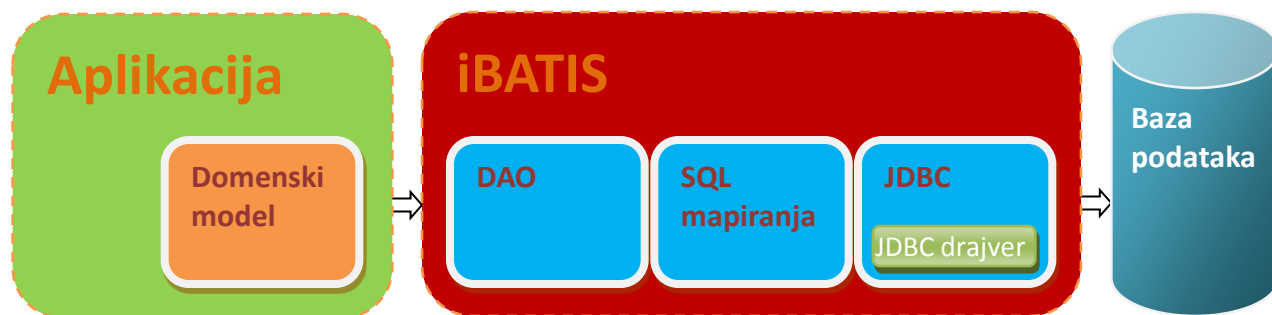 Aplikacija
Domenski
model
iBATIS
DAO
SQL
mapiranja
JDBC
JDBC drajver
Baza
podataka